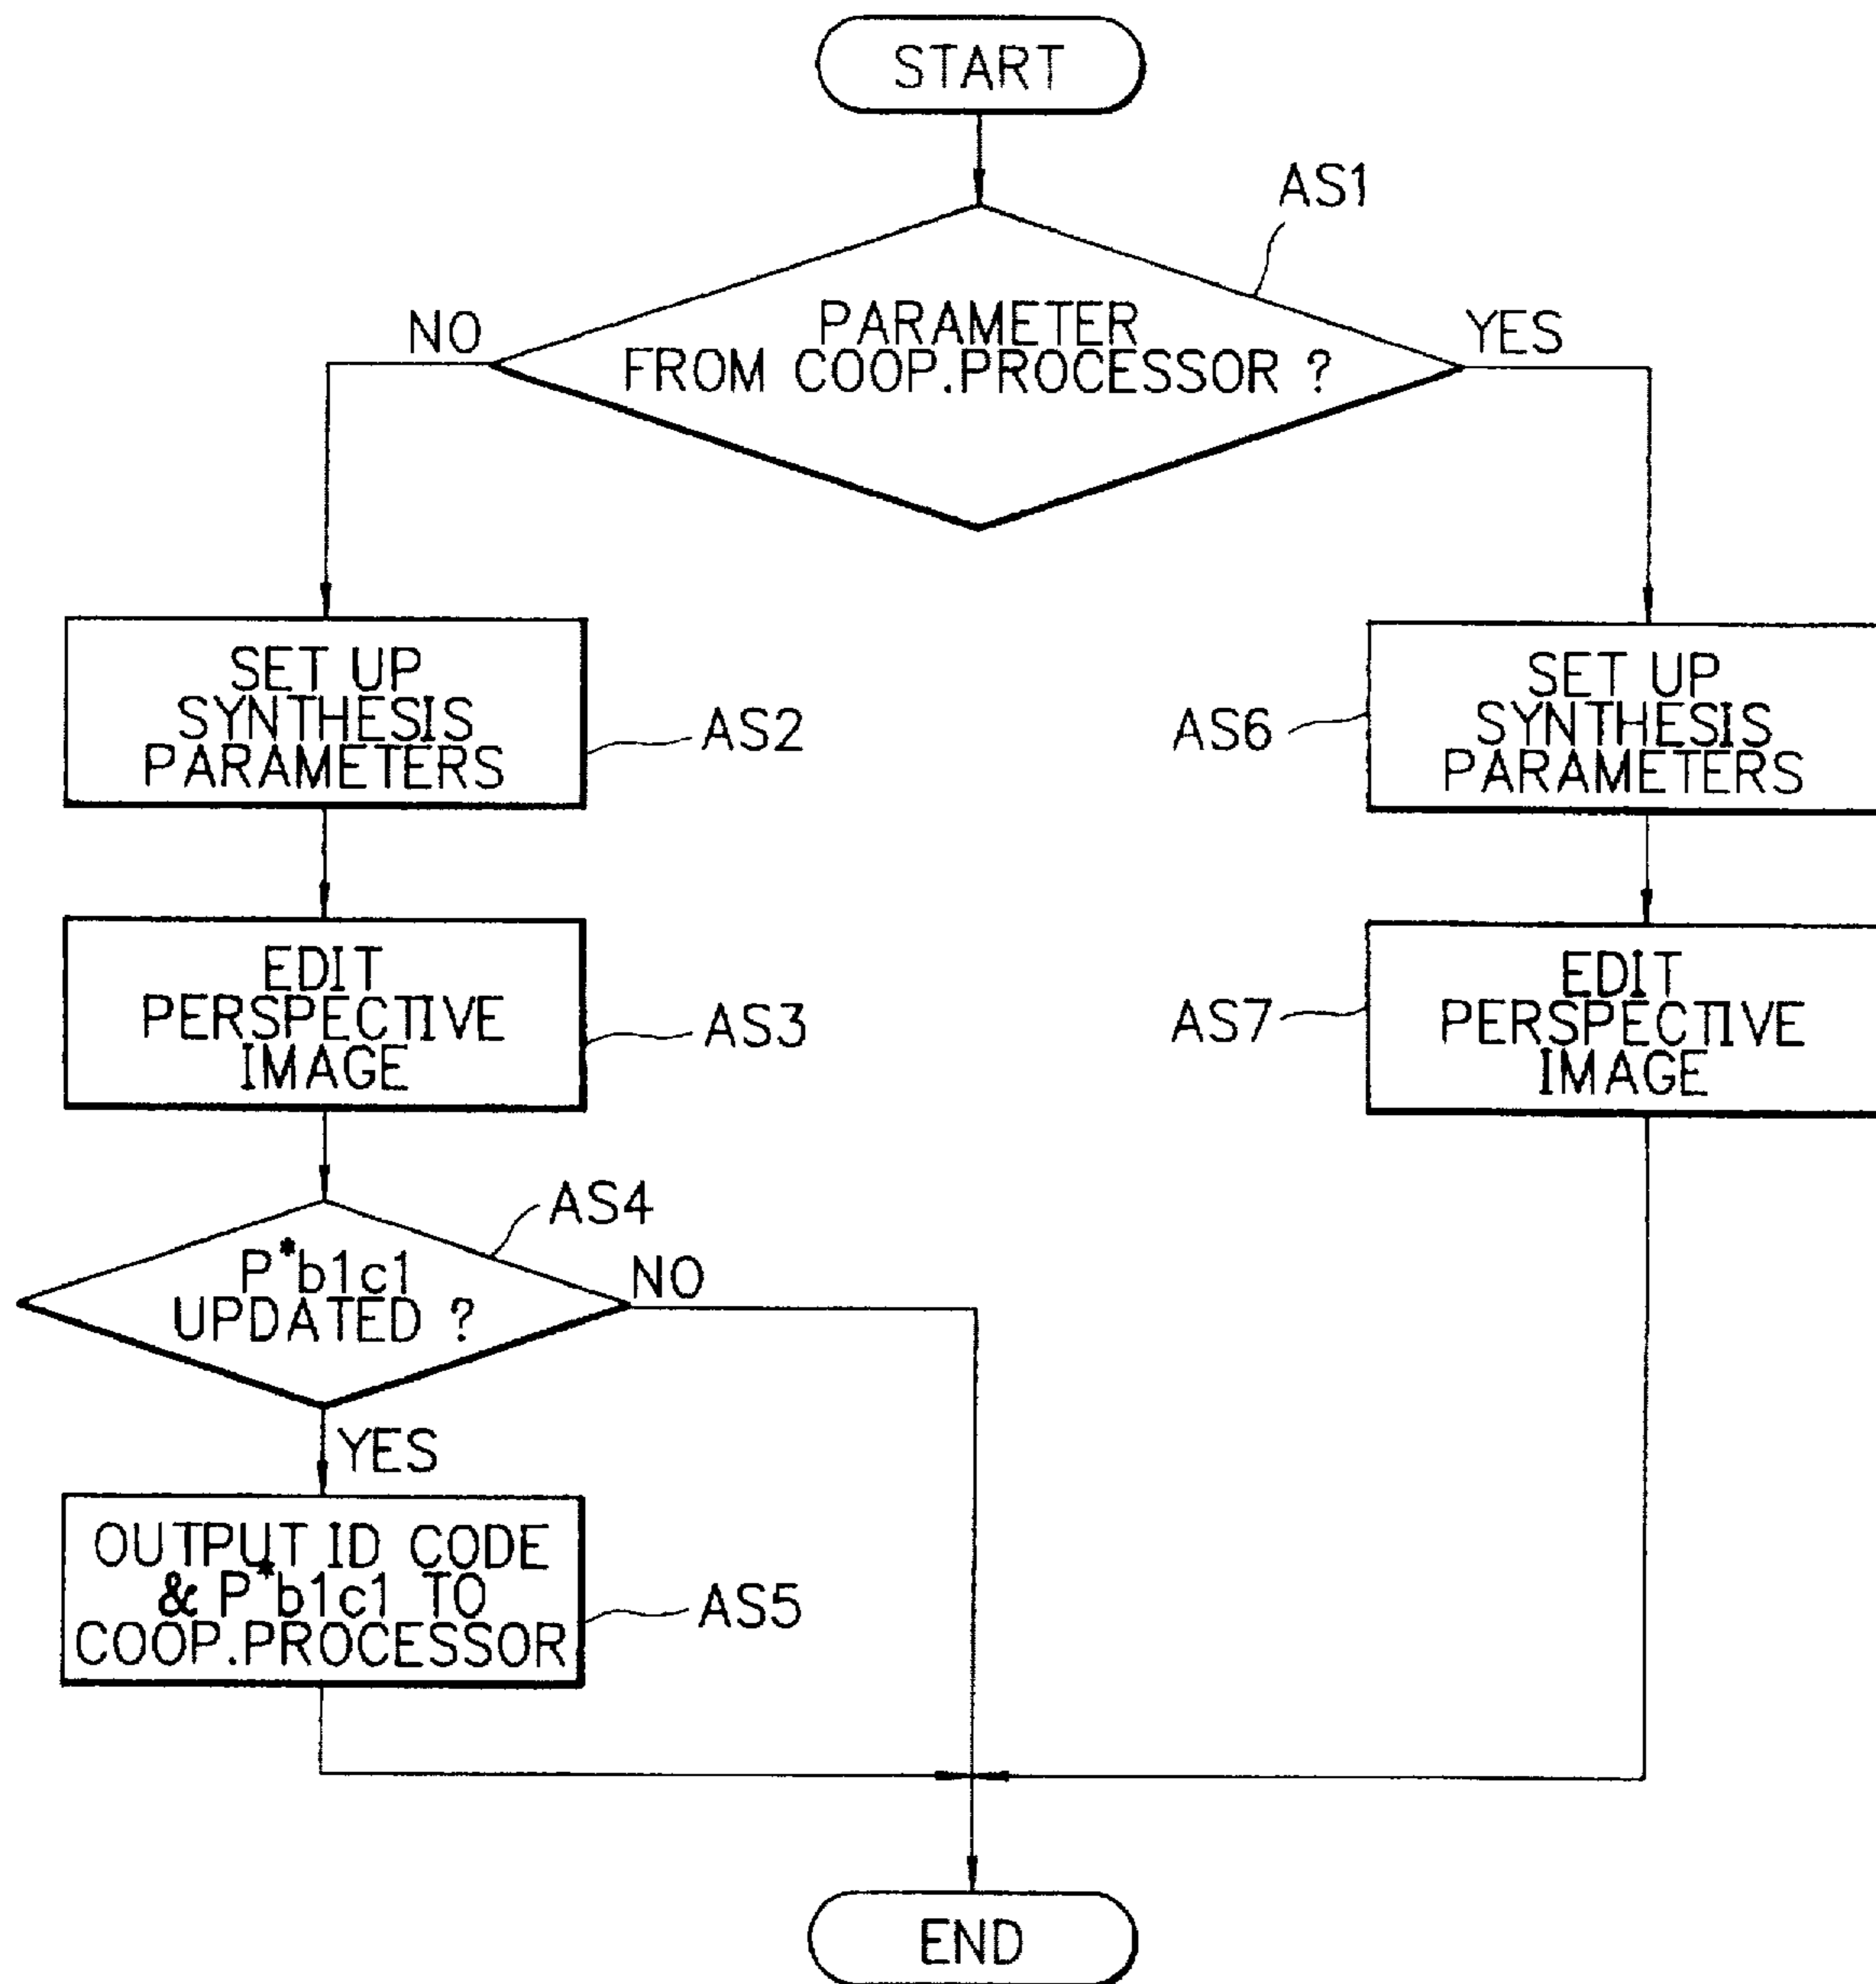 START
AS1
PARAMETER
FROM COOP.PROCESSOR ?
NO
YES
SET UP
SYNTHESIS
PARAMETERS
AS2
AS6
SET UP
SYNTHESIS
PARAMETERS
EDIT
PERSPECTIVE
IMAGE
AS3
AS7
EDIT
PERSPECTIVE
IMAGE
AS4
P*b1c1
UPDATED ?
NO
YES
OUTPUT ID CODE
& P*b1c1 TO
COOP.PROCESSOR
AS5
END